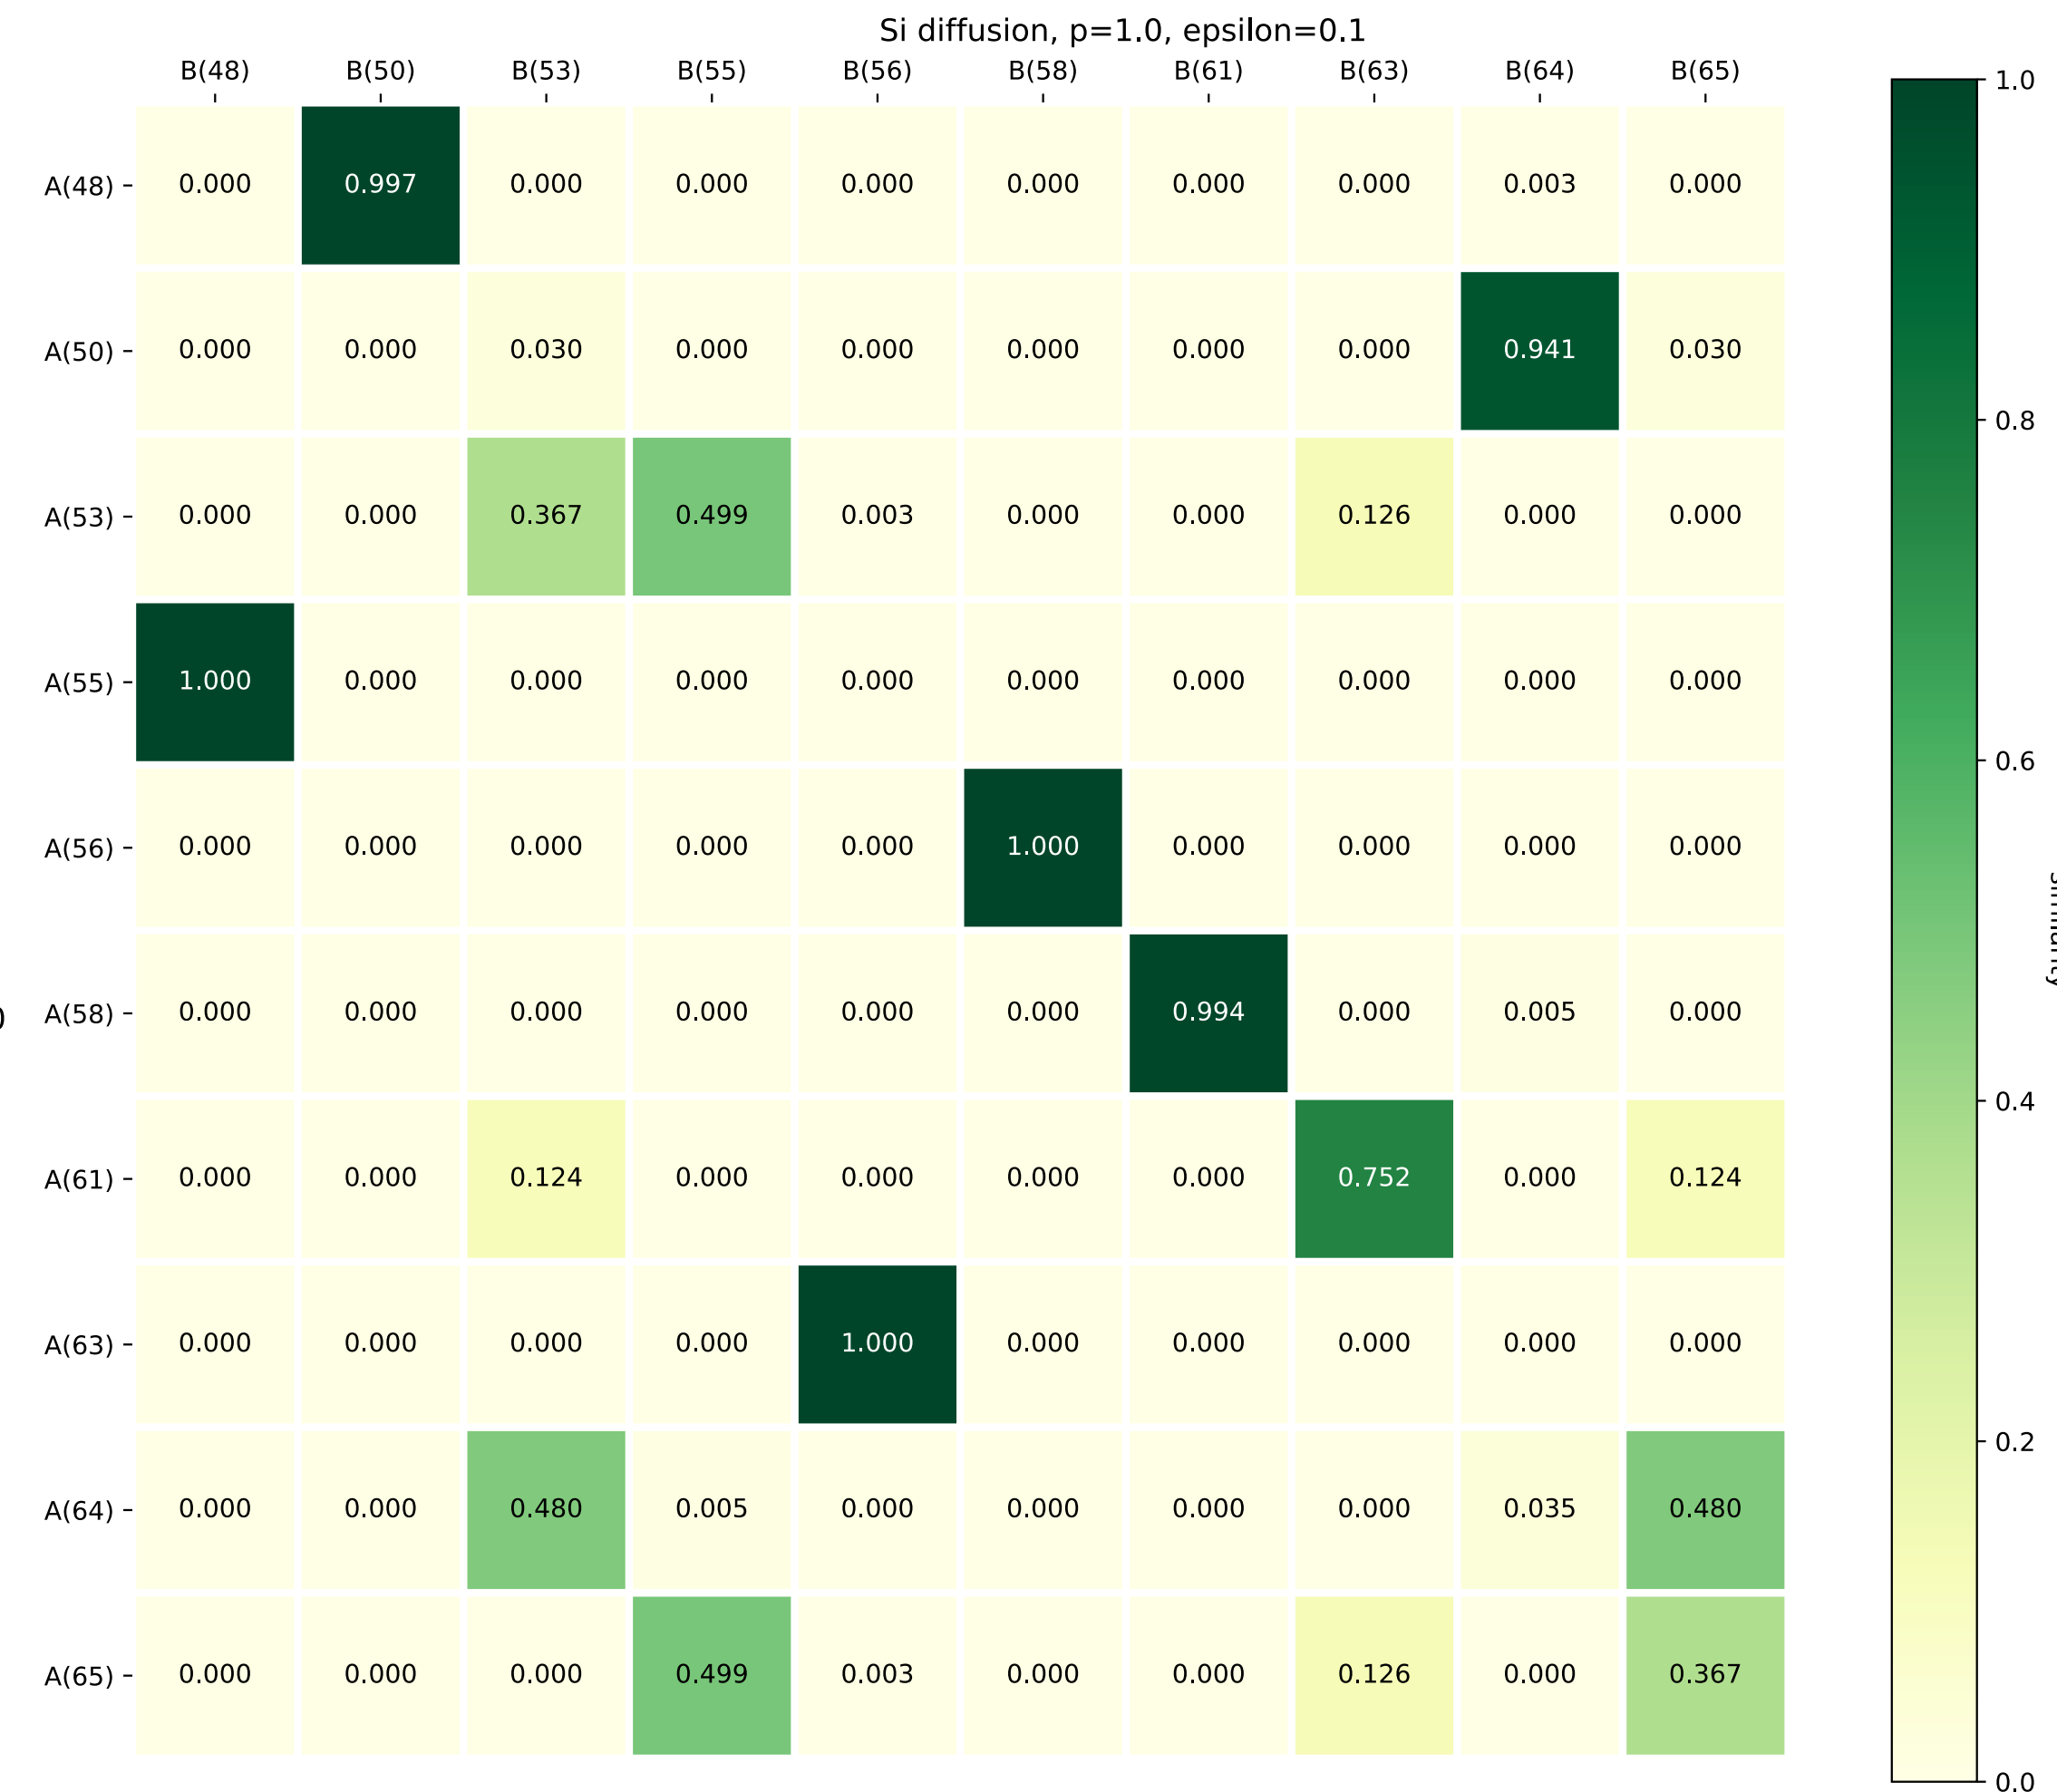 Si diffusion, p=1.0, epsilon=0.1
B(48) B(50) B(53) B(55) B(56) B(58) B(61) B(63) B(64) B(65)
A(48) 0.000 0.997 0.000 0.000 0.000 0.000 0.000 0.000 0.003 0.000
A(50) 0.000 0.000 0.030 0.000 0.000 0.000 0.000 0.000 0.941 0.030
A(53) 0.000 0.000 0.367 0.499 0.003 0.000 0.000 0.126 0.000 0.000
A(55) 1.000 0.000 0.000 0.000 0.000 0.000 0.000 0.000 0.000 0.000
A(56) 0.000 0.000 0.000 0.000 0.000 1.000 0.000 0.000 0.000 0.000
A(58) 0.000 0.000 0.000 0.000 0.000 0.000 0.994 0.000 0.005 0.000
A(61) 0.000 0.000 0.124 0.000 0.000 0.000 0.000 0.752 0.000 0.124
A(63) 0.000 0.000 0.000 0.000 1.000 0.000 0.000 0.000 0.000 0.000
A(64) 0.000 0.000 0.480 0.005 0.000 0.000 0.000 0.000 0.035 0.480
A(65) 0.000 0.000 0.000 0.499 0.003 0.000 0.000 0.126 0.000 0.367
1.0
0.8
0.6
0.4
0.2
0.0